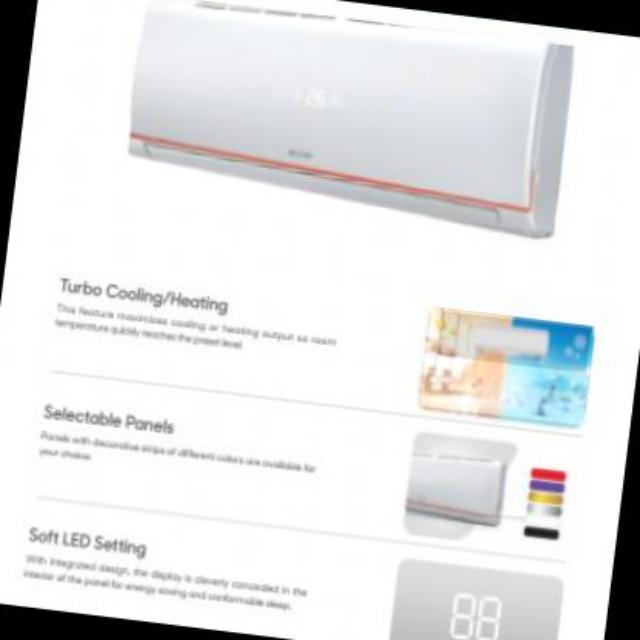 26
Turbo Cooling/Heating
This feature maximizes cooling or heating output so room
temperature quickly reaches the preset level.
Selectable Panels
Panels with decorative strips of different colors are available for
your choice.
Soft LED Setting
With integrated design, the display is cleverly concealed in the
interior of the panel for energy saving and comfortable sleep.
88